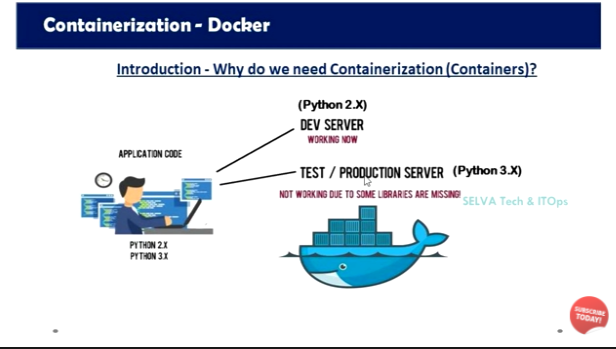 Containerization - Docker
Introduction - Why do we need Containerization (Containers)?
(Python 2.X)
DEV SERVER
WORKING NOW
APPLICATION CODE
TEST / PRODUCTION SERVER (Python 3.X)
NOT WORKING DUE TO SOME LIBRARIES ARE MISSING!
SELVA Tech & ITOps
PYTHON 2.X
PYTHON 3.X
SUBSCRIBE
TODAY!